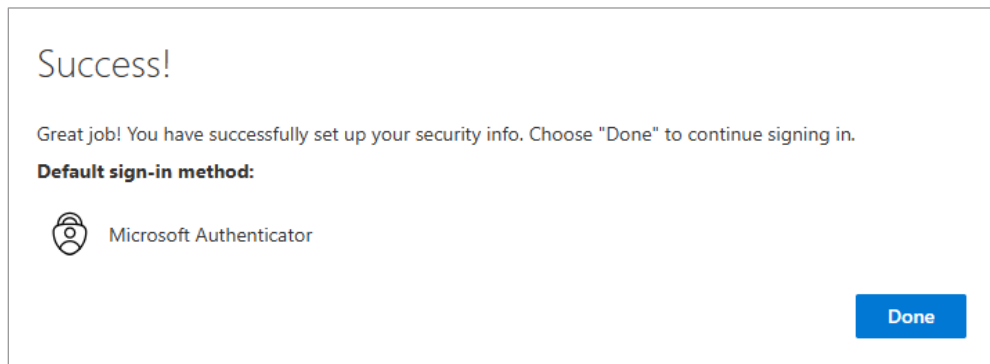 Success!
Great job! You have successfully set up your security info. Choose "Done" to continue signing in.
Default sign-in method:
Microsoft Authenticator
Done